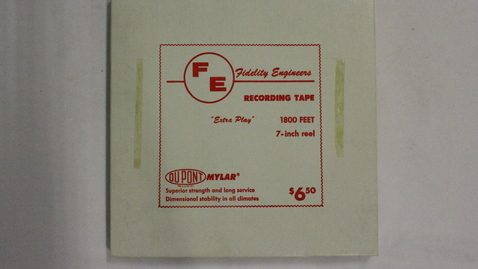 FE
Fidelity Engineers
RECORDING TAPE
"Extra Play" 1800 FEET
7-inch reel
DU PONT MYLAR®
Superior strength and long service
Dimensional stability in all climates
$6.50